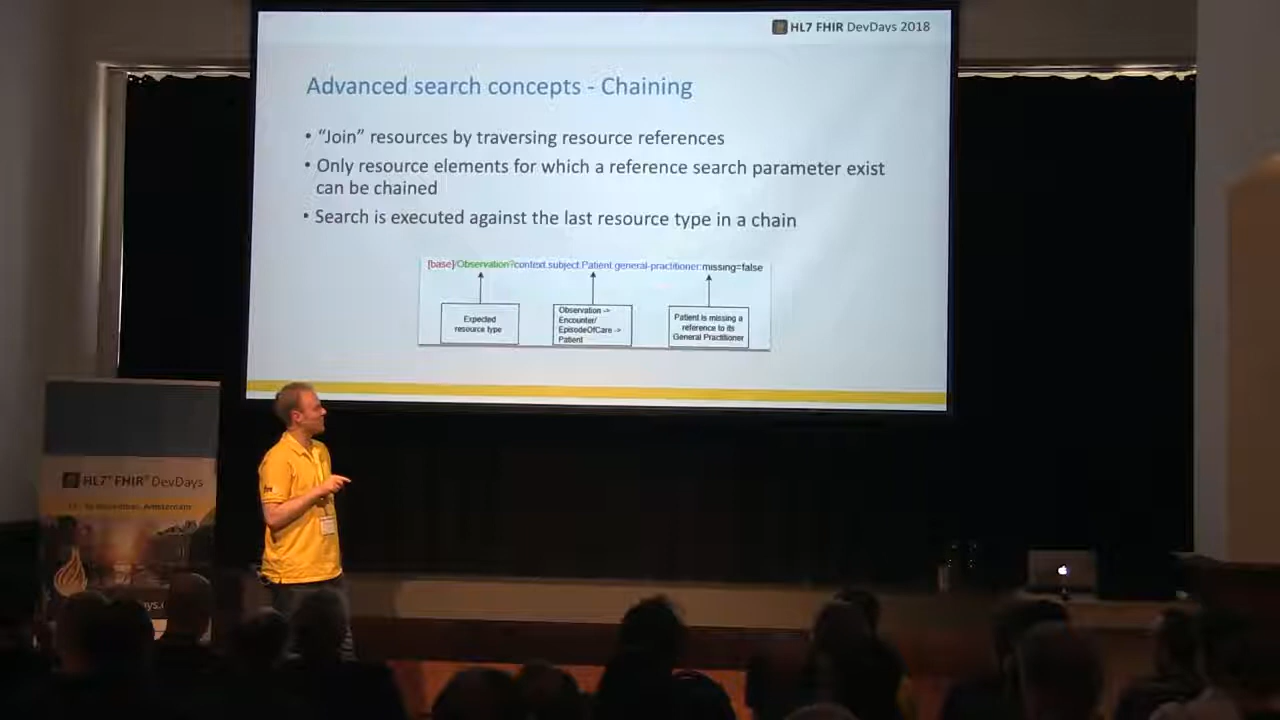 HL7 FHIR DevDays 2018
Advanced search concepts - Chaining
• “Join” resources by traversing resource references
• Only resource elements for which a reference search parameter exist
can be chained
• Search is executed against the last resource type in a chain
[base]/Observation?context.subject:Patient.general-practitioner:missing=false
Expected
resource type
Observation ->
Encounter/
EpisodeOfCare ->
Patient
Patient is missing a
reference to its
General Practitioner
HL7® FHIR® DevDays
Amsterdam